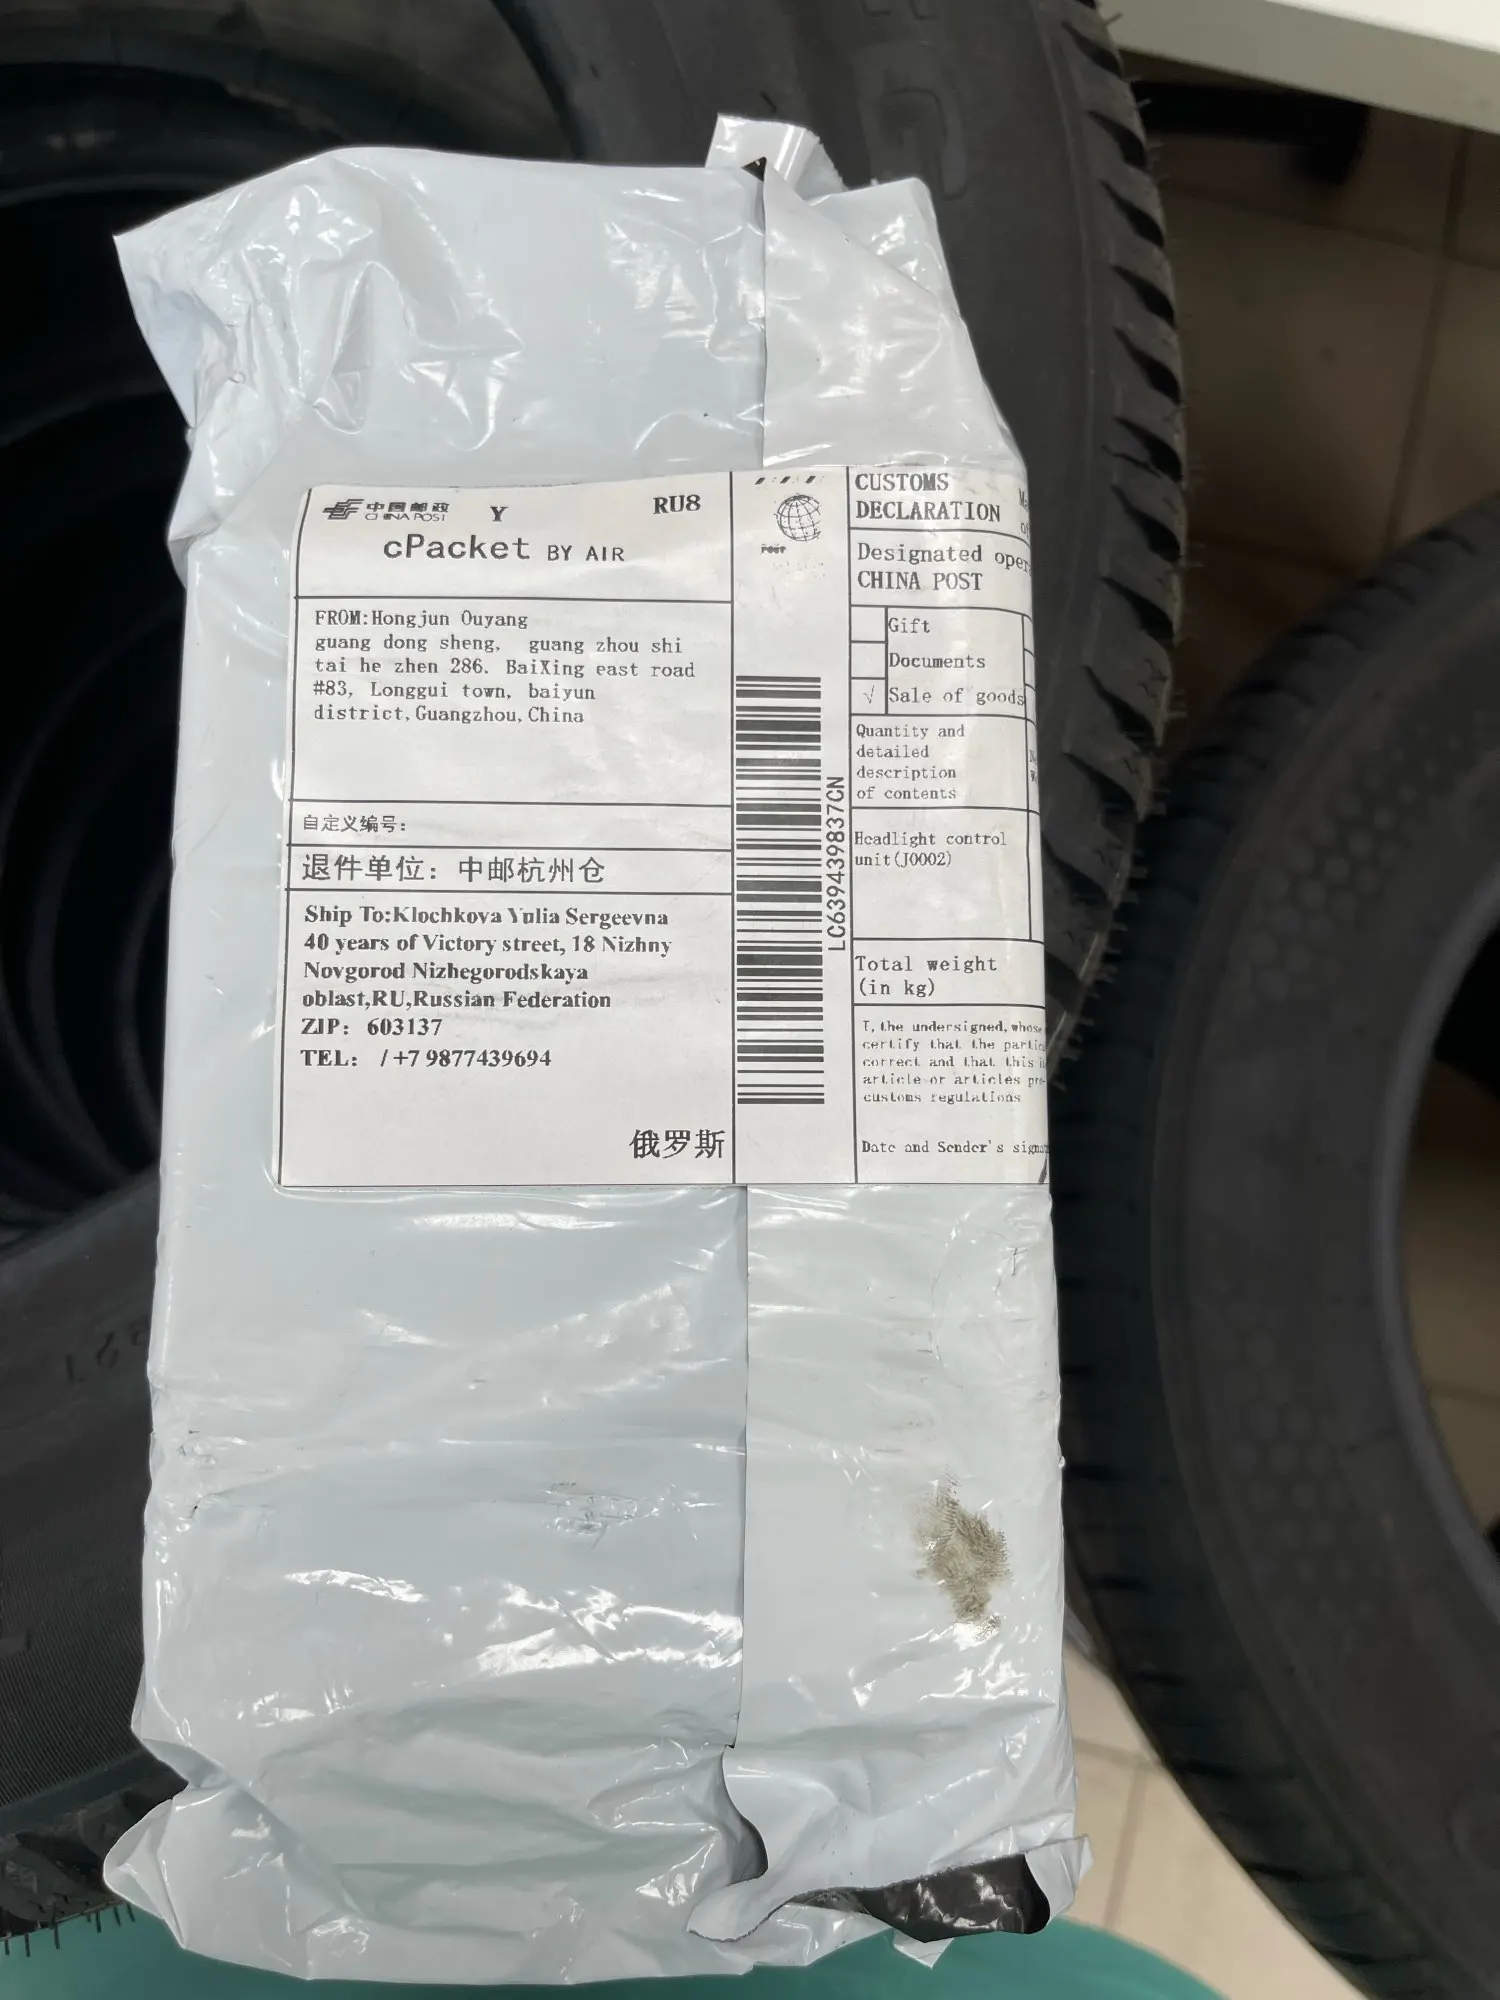 中国邮政
CHINA POST
Y
RU8
cPacket BY AIR
FROM:Hongjun Ouyang
guang dong sheng, guang zhou shi
tai he zhen 286. BaiXing east road
#83, Longgui town, baiyun
district,Guangzhou,China
自定义编号:
退件单位: 中邮杭州仓
Ship To:Klochkova Yulia Sergeevna
40 years of Victory street, 18 Nizhny
Novgorod Nizhegorodskaya
oblast,RU,Russian Federation
ZIP: 603137
TEL: /+7 9877439694
俄罗斯
POST
LC639439837CN
CUSTOMS
DECLARATION
Designated
CHINA POST
Gift
Documents
√ Sale of goods
Quantity and
detailed
description
of contents
Headlight control
unit(J0002)
Total weight
(in kg)
I, the undersigned, whose
certify that the
correct and that this
article or articles
customs regulations
Date and Sender's